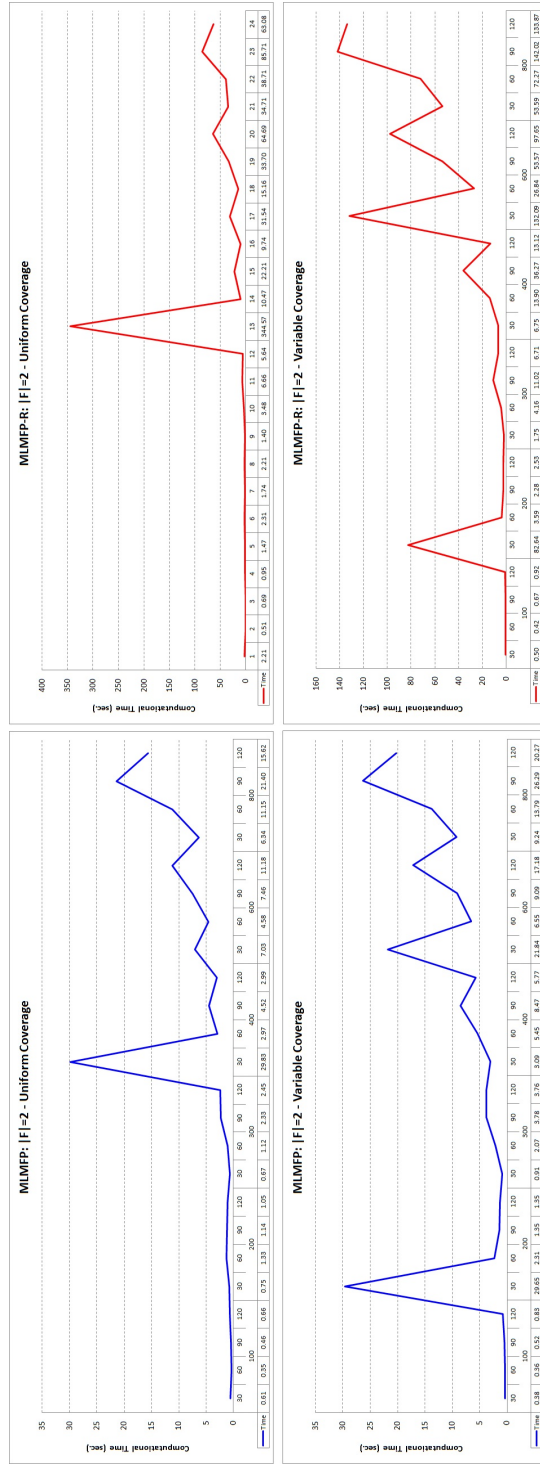 MLMFP: |F|=2 - Uniform Coverage
Computational Time (sec.)
35
30
25
20
15
10
5
0
30 60 90 120 30 60 90 120 30 60 90 120 30 60 90 120 30 60 90 120 30 60 90 120
100 200 300 400 600 800
Time 0.61 0.35 0.46 0.66 0.75 1.33 1.14 1.05 0.67 1.12 2.33 2.45 29.83 2.97 4.52 2.99 7.03 4.58 7.46 11.18 6.34 11.15 21.40 15.62
MLMFP-R: |F|=2 - Uniform Coverage
Computational Time (sec.)
400
350
300
250
200
150
100
50
0
1 2 3 4 5 6 7 8 9 10 11 12 13 14 15 16 17 18 19 20 21 22 23 24
Time 2.21 0.51 0.69 0.95 1.47 2.31 1.74 2.21 1.40 3.48 6.66 5.64 344.57 10.47 22.21 9.74 31.54 15.16 33.70 64.69 34.71 38.71 85.71 63.08
MLMFP: |F|=2 - Variable Coverage
Computational Time (sec.)
35
30
25
20
15
10
5
0
30 60 90 120 30 60 90 120 30 60 90 120 30 60 90 120 30 60 90 120 30 60 90 120
100 200 300 400 600 800
Time 0.38 0.36 0.52 0.83 29.65 2.31 1.35 1.35 0.91 2.07 3.78 3.76 3.09 5.45 8.47 5.77 21.84 6.55 9.09 17.18 9.24 13.79 26.29 20.27
MLMFP-R: |F|=2 - Variable Coverage
Computational Time (sec.)
160
140
120
100
80
60
40
20
0
30 60 90 120 30 60 90 120 30 60 90 120 30 60 90 120 30 60 90 120 30 60 90 120
100 200 300 400 600 800
Time 0.50 0.42 0.67 0.92 82.64 3.59 2.28 2.53 1.75 4.16 11.02 6.71 6.75 13.90 36.27 13.12 132.09 26.84 53.57 97.65 53.59 72.27 142.02 133.87